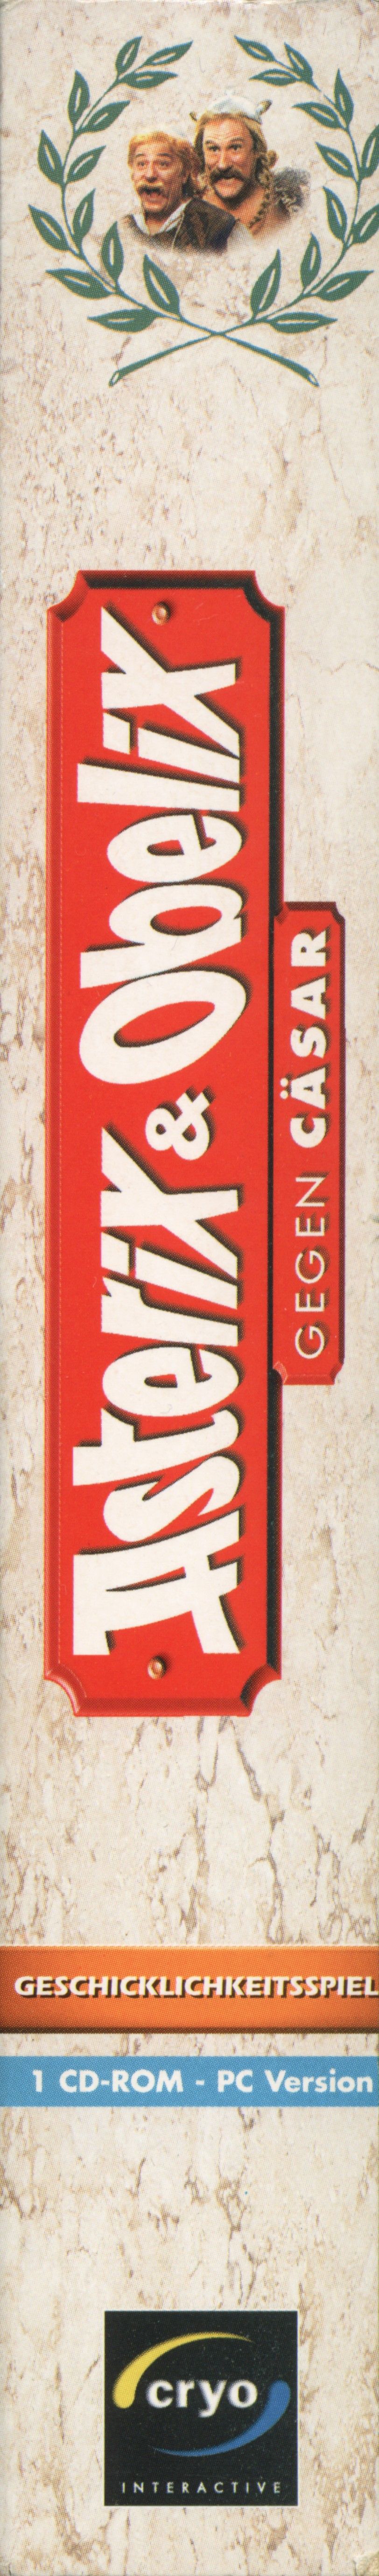 Asterix & Obelix
GEGEN CÄSAR
GESCHICKLICHKEITSSPIEL
1 CD-ROM - PC Version
cryo
INTERACTIVE